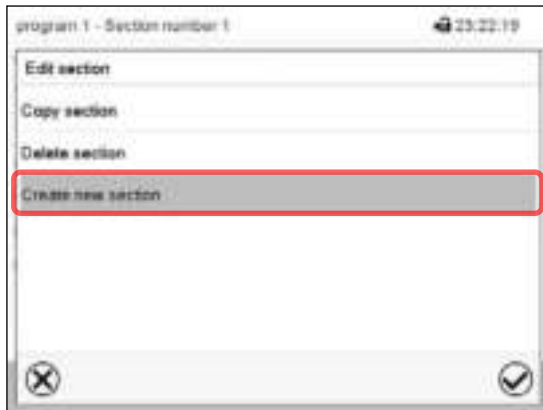 program 1 - Section number 1 23:22:19
Edit section
Copy section
Delete section
Create new section